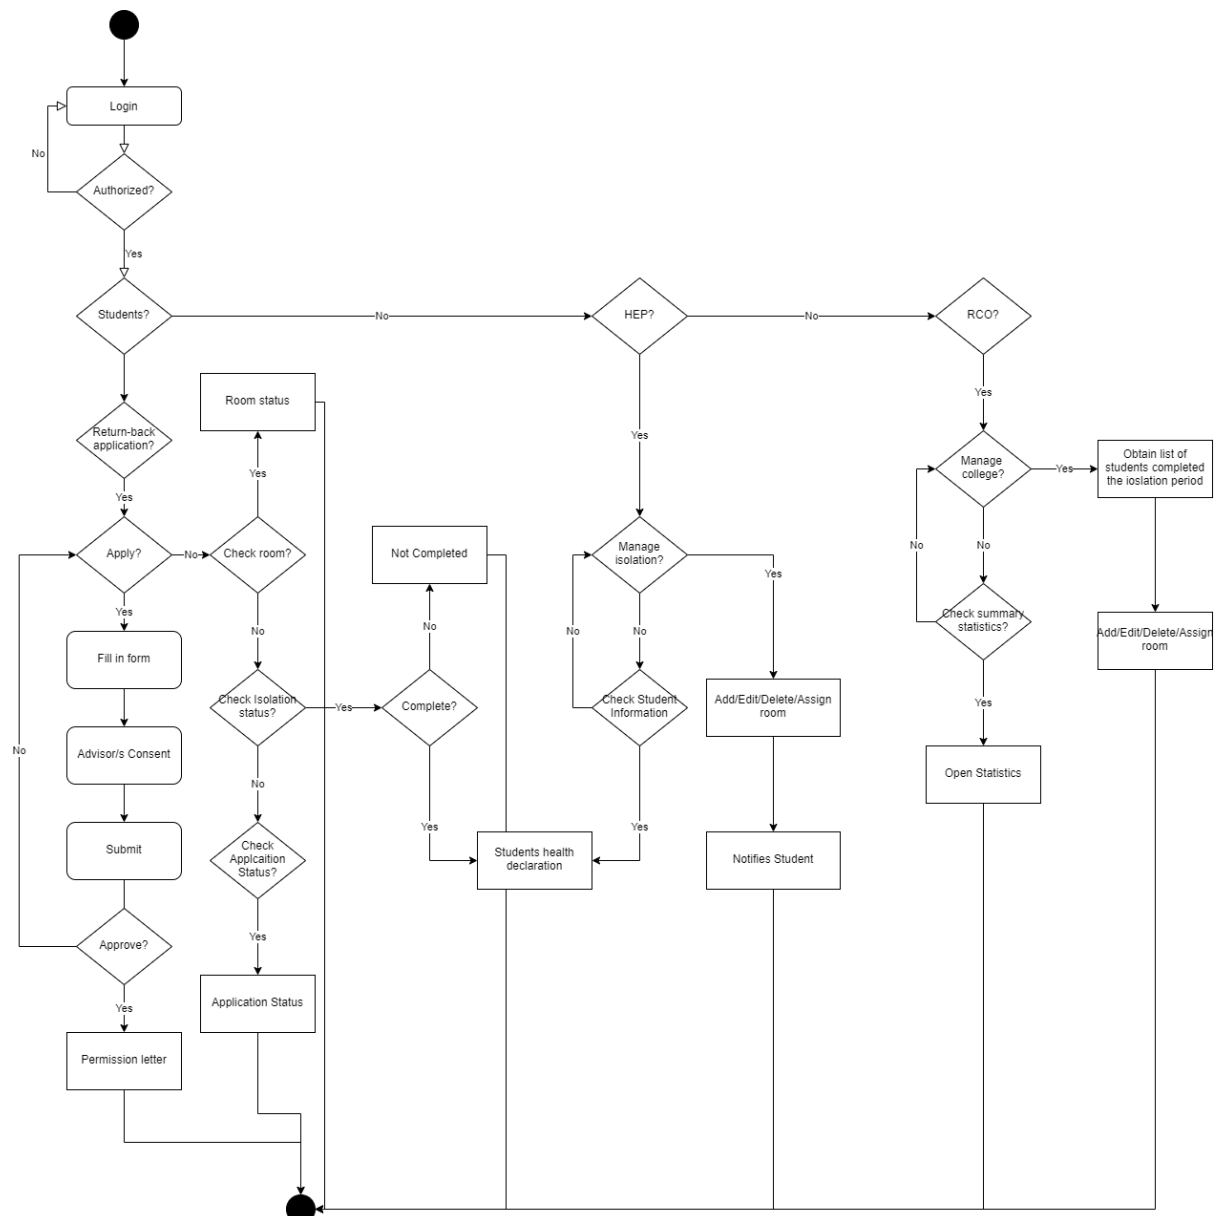 Login
No
Authorized?
Yes
Students?
No
HEP?
No
RCO?
Room status
Yes
Yes
Return-back
application?
Yes
Manage
college?
Yes
Obtain list of
students completed
the ioslation period
Yes
Yes
Apply?
No
Check room?
Not Completed
Manage
isolation?
Yes
No
No
Yes
No
No
No
No
Check summary
statistics?
Add/Edit/Delete/Assign
room
Fill in form
Check Isolation
status?
Yes
Complete?
Check Student
Information
Add/Edit/Delete/Assign
room
Yes
No
Advisor/s Consent
No
Open Statistics
Yes
Yes
Submit
Check
Applcaition
Status?
Students health
declaration
Notifies Student
Yes
Approve?
Yes
Application Status
Permission letter